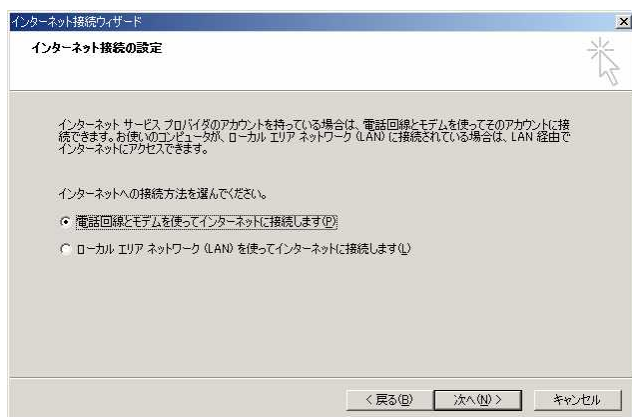 インターネット接続ウィザード
インターネット接続の設定
インターネット サービス プロバイダのアカウントを持っている場合は、電話回線とモデムを使ってそのアカウントに接
続できます。お使いのコンピュータが、ローカル エリア ネットワーク (LAN) に接続されている場合は、LAN 経由で
インターネットにアクセスできます。
インターネットへの接続方法を選んでください。
電話回線とモデムを使ってインターネットに接続します(P)
ローカル エリア ネットワーク (LAN) を使ってインターネットに接続します(L)
< 戻る(B)
次へ(N) >
キャンセル